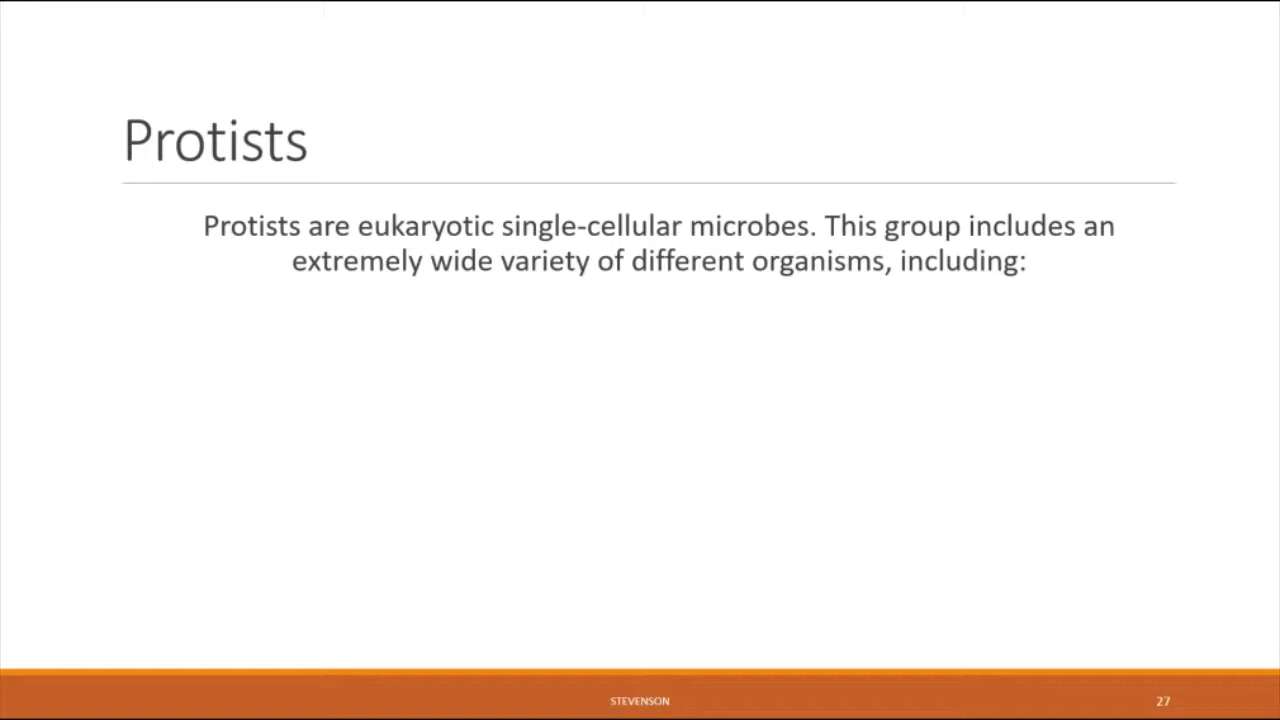 Protists
Protists are eukaryotic single-cellular microbes. This group includes an
extremely wide variety of different organisms, including:
STEVENSON
27